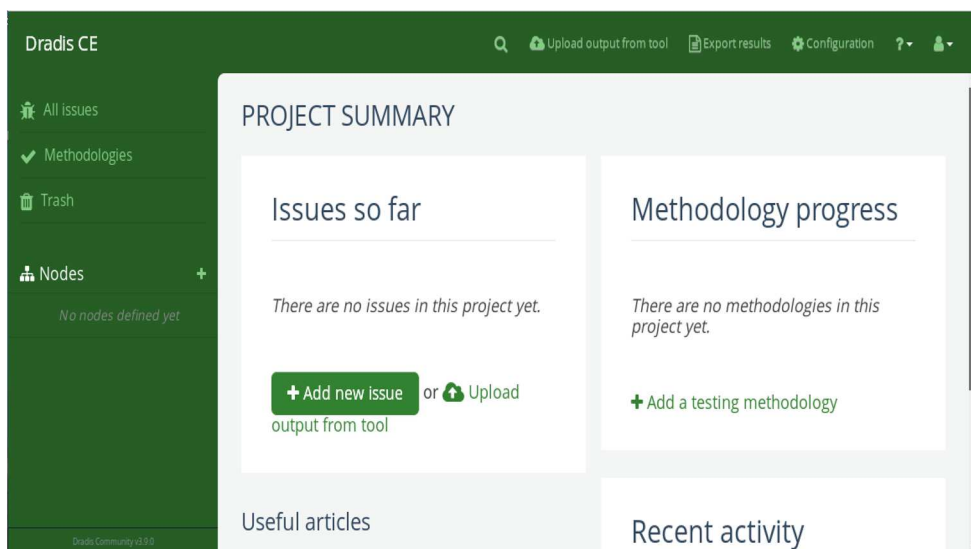 Dradis CE
Upload output from tool
Export results
Configuration
?
All issues
Methodologies
Trash
Nodes
+
No nodes defined yet
Dradis Community v3.9.0
PROJECT SUMMARY
Issues so far
There are no issues in this project yet.
+ Add new issue or Upload
output from tool
Methodology progress
There are no methodologies in this
project yet.
+ Add a testing methodology
Useful articles
Recent activity